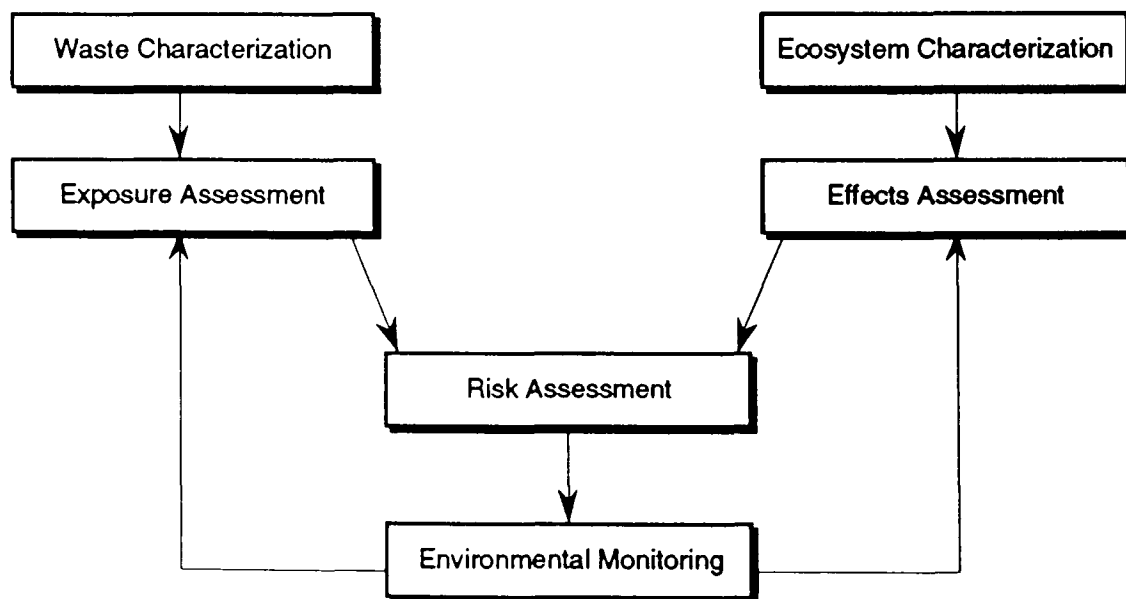 Waste Characterization
Ecosystem Characterization
Exposure Assessment
Effects Assessment
Risk Assessment
Environmental Monitoring